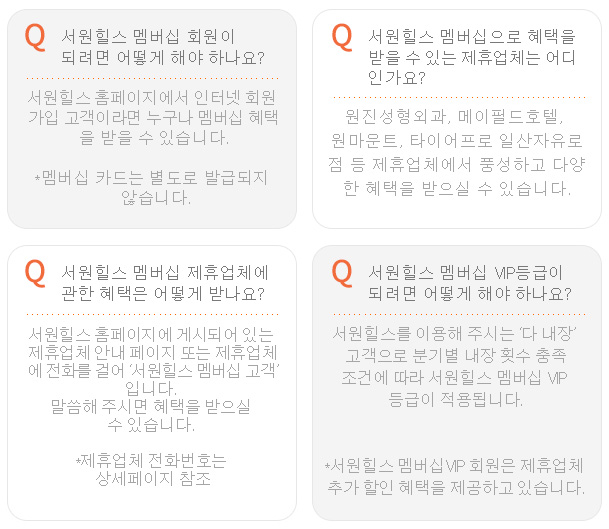 Q 서원힐스 멤버십 회원이
되려면 어떻게 해야 하나요?
서원힐스 홈페이지에서 인터넷 회원
가입 고객이라면 누구나 멤버십 혜택
을 받을 수 있습니다.
*멤버십 카드는 별도로 발급되지
않습니다.
Q 서원힐스 멤버십으로 혜택을
받을 수 있는 제휴업체는 어디
인가요?
원진성형외과, 메이필드호텔,
원마운트, 타이어프로 일산자유로
점 등 제휴업체에서 풍성하고 다양
한 혜택을 받으실 수 있습니다.
Q 서원힐스 멤버십 제휴업체에
관한 혜택은 어떻게 받나요?
서원힐스 홈페이지에 게시되어 있는
제휴업체 안내 페이지 또는 제휴업체
에 전화를 걸어 '서원힐스 멤버십 고객'
입니다.
말씀해 주시면 혜택을 받으실
수 있습니다.
*제휴업체 전화번호는
상세페이지 참조
Q 서원힐스 멤버십 VIP등급이
되려면 어떻게 해야 하나요?
서원힐스를 이용해 주시는 '다 내장'
고객으로 분기별 내장 횟수 충족
조건에 따라 서원힐스 멤버십 VIP
등급이 적용됩니다.
*서원힐스 멤버십VIP 회원은 제휴업체
추가 할인 혜택을 제공하고 있습니다.